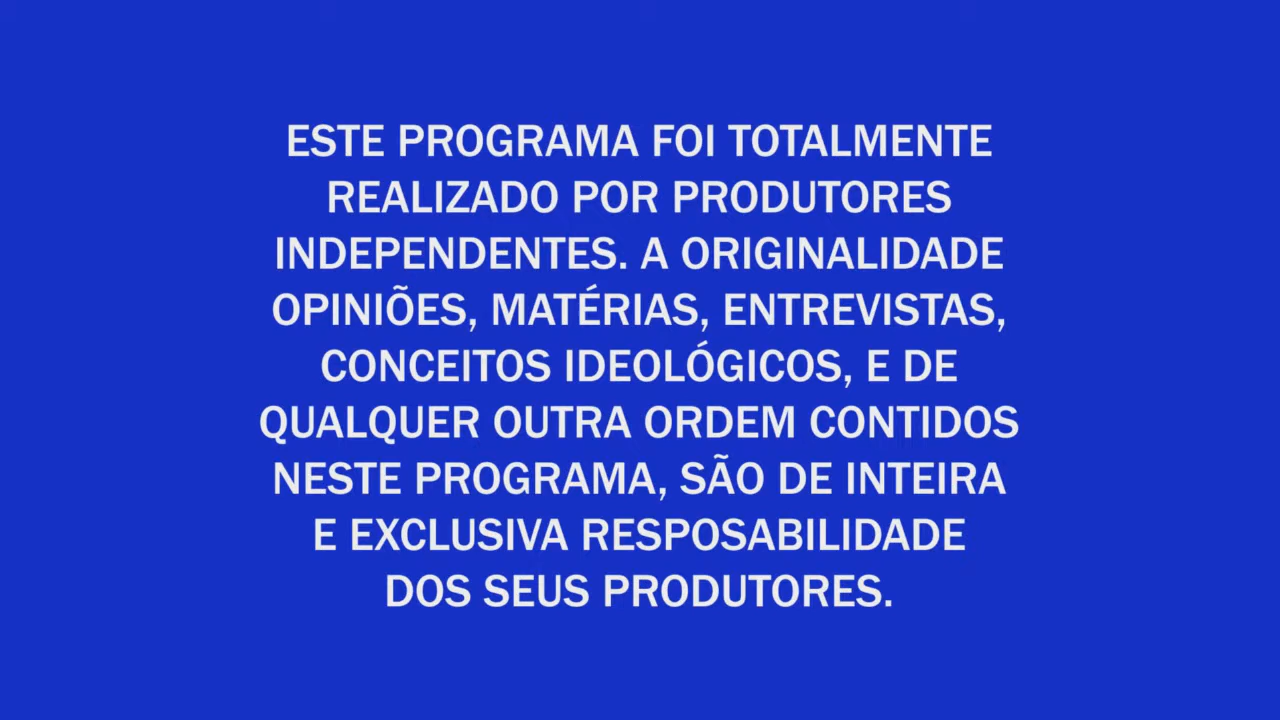 ESTE PROGRAMA FOI TOTALMENTE
REALIZADO POR PRODUTORES
INDEPENDENTES. A ORIGINALIDADE
OPINIÕES, MATÉRIAS, ENTREVISTAS,
CONCEITOS IDEOLÓGICOS, E DE
QUALQUER OUTRA ORDEM CONTIDOS
NESTE PROGRAMA, SÃO DE INTEIRA
E EXCLUSIVA RESPOSABILIDADE
DOS SEUS PRODUTORES.